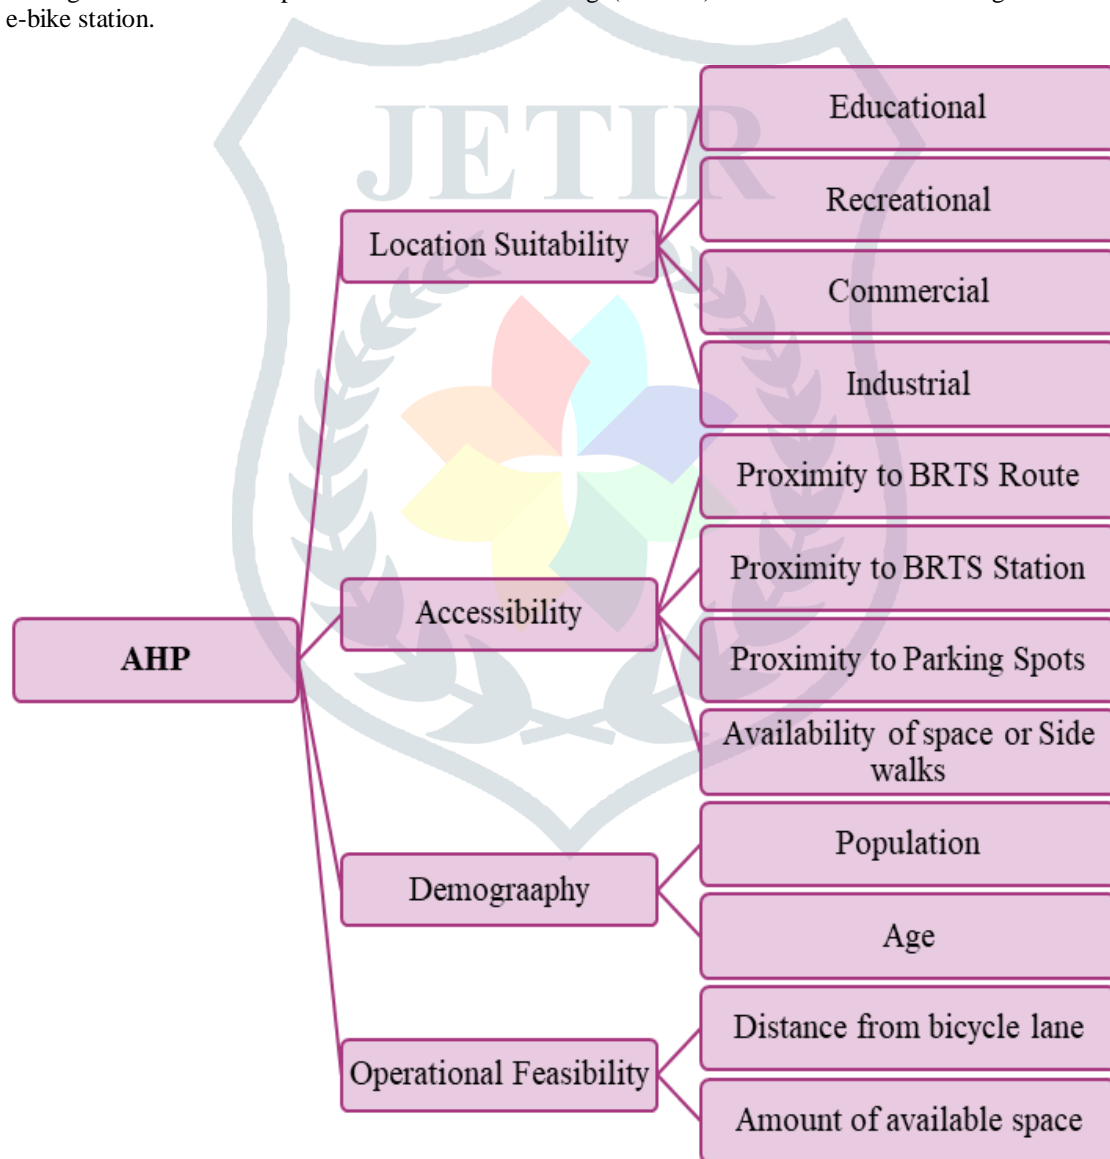 e-bike station.
JETIR
Educational
Recreational
Location Suitability
Commercial
Industrial
Proximity to BRTS Route
Proximity to BRTS Station
Accessibility
Proximity to Parking Spots
Availability of space or Side
walks
AHP
Population
Demograaphy
Age
Distance from bicycle lane
Operational Feasibility
Amount of available space